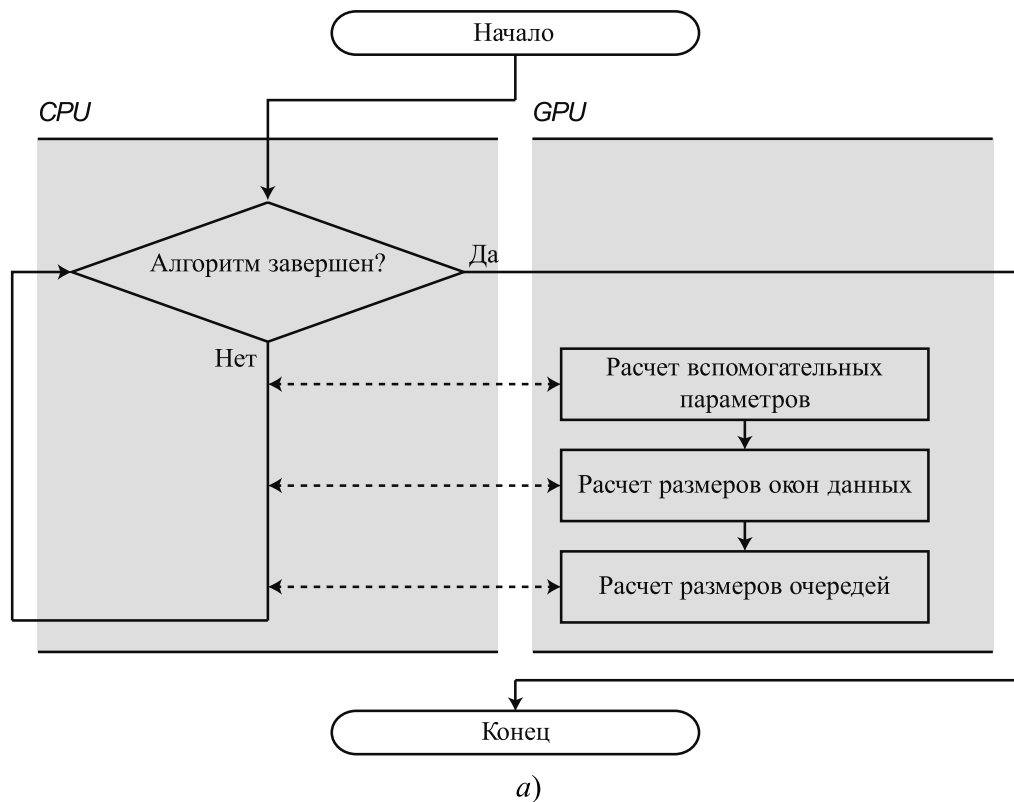 Начало
CPU
GPU
Алгоритм завершен?
Да
Нет
Расчет вспомогательных
параметров
Расчет размеров окон данных
Расчет размеров очередей
Конец
а)